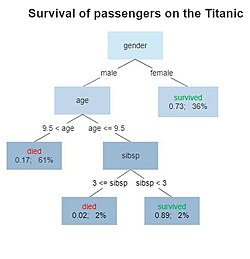 Survival of passengers on the Titanic
gender
male female
age
survived
0.73; 36%
9.5 < age age <= 9.5
died
0.17; 61%
sibsp
3 <= sibsp sibsp < 3
died
0.02; 2%
survived
0.89; 2%